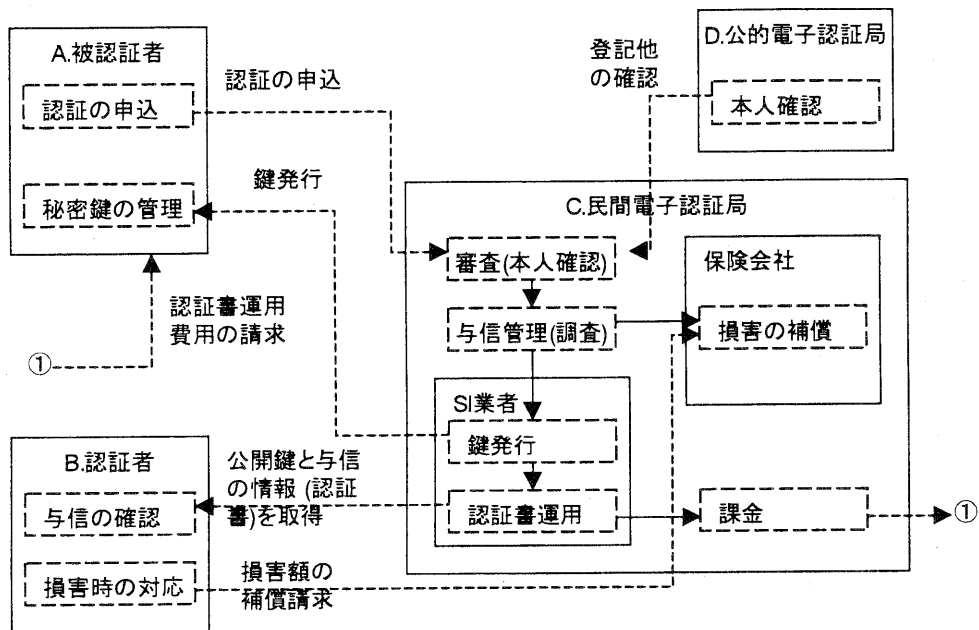 A.被認証者
認証の申込
秘密鍵の管理
認証の申込
鍵発行
認証書運用
費用の請求
①
D.公的電子認証局
本人確認
登記他
の確認
C.民間電子認証局
審査(本人確認)
与信管理(調査)
保険会社
損害の補償
SI業者
鍵発行
認証書運用
課金
①
B.認証者
与信の確認
損害時の対応
公開鍵と与信
の情報 (認証
書)を取得
損害額の
補償請求